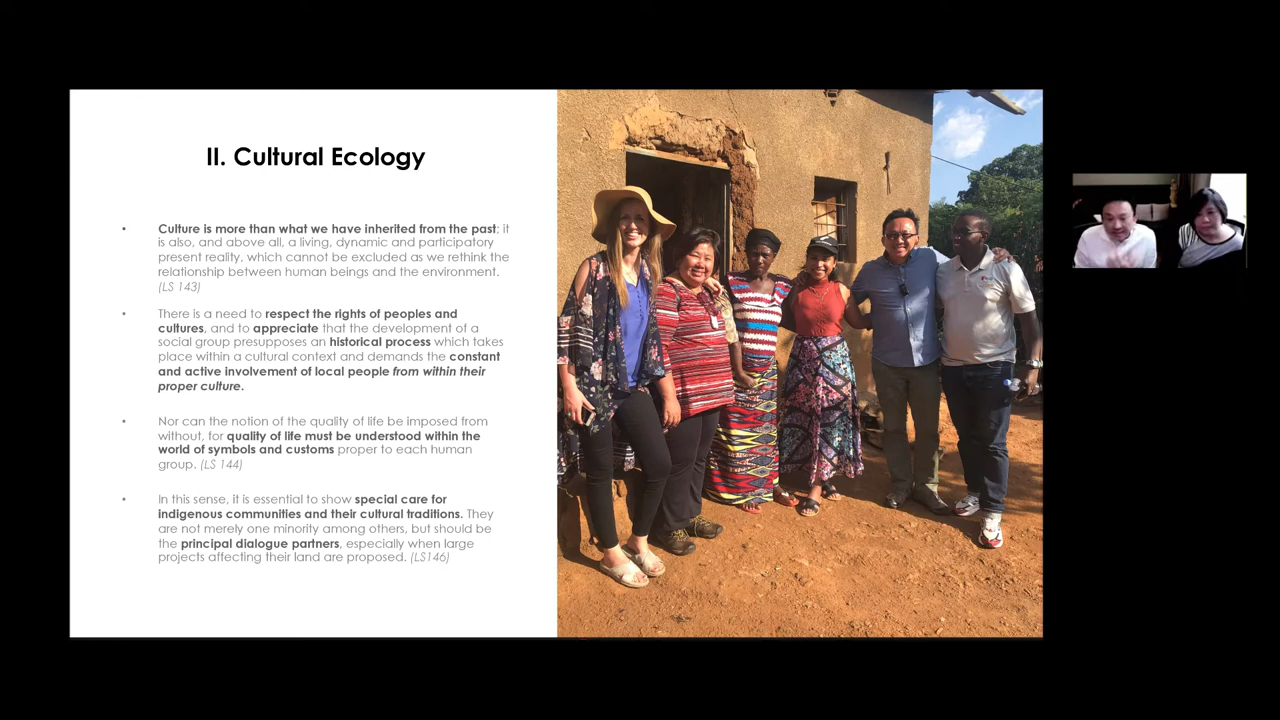 II. Cultural Ecology
• Culture is more than what we have inherited from the past; it
is also, and above all, a living, dynamic and participatory
present reality, which cannot be excluded as we rethink the
relationship between human beings and the environment.
(LS 143)
• There is a need to respect the rights of peoples and
cultures, and to appreciate that the development of a
social group presupposes an historical process which takes
place within a cultural context and demands the constant
and active involvement of local people from within their
proper culture.
• Nor can the notion of the quality of life be imposed from
without, for quality of life must be understood within the
world of symbols and customs proper to each human
group. (LS 144)
• In this sense, it is essential to show special care for
indigenous communities and their cultural traditions. They
are not merely one minority among others, but should be
the principal dialogue partners, especially when large
projects affecting their land are proposed. (LS146)